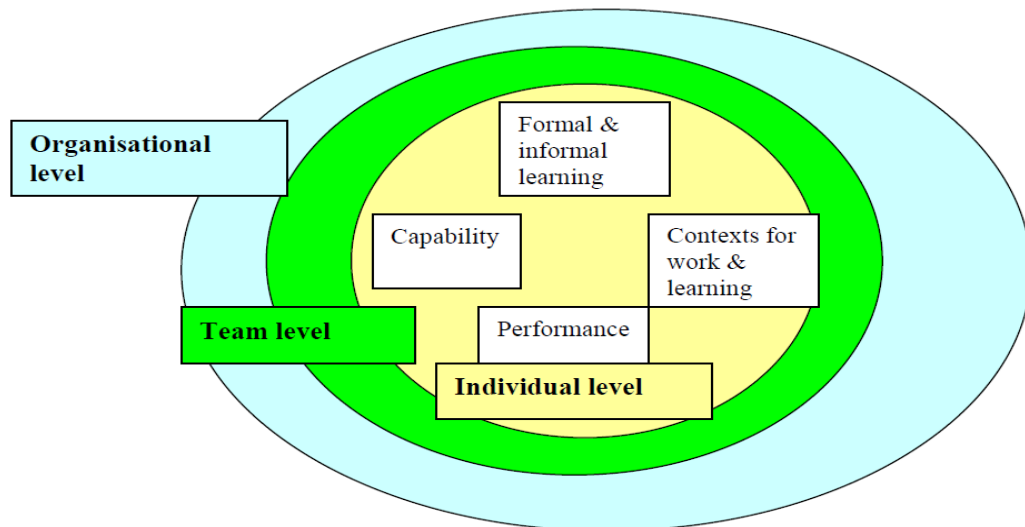 Formal &
informal
learning
Organisational
level
Capability
Contexts for
work &
learning
Team level
Performance
Individual level